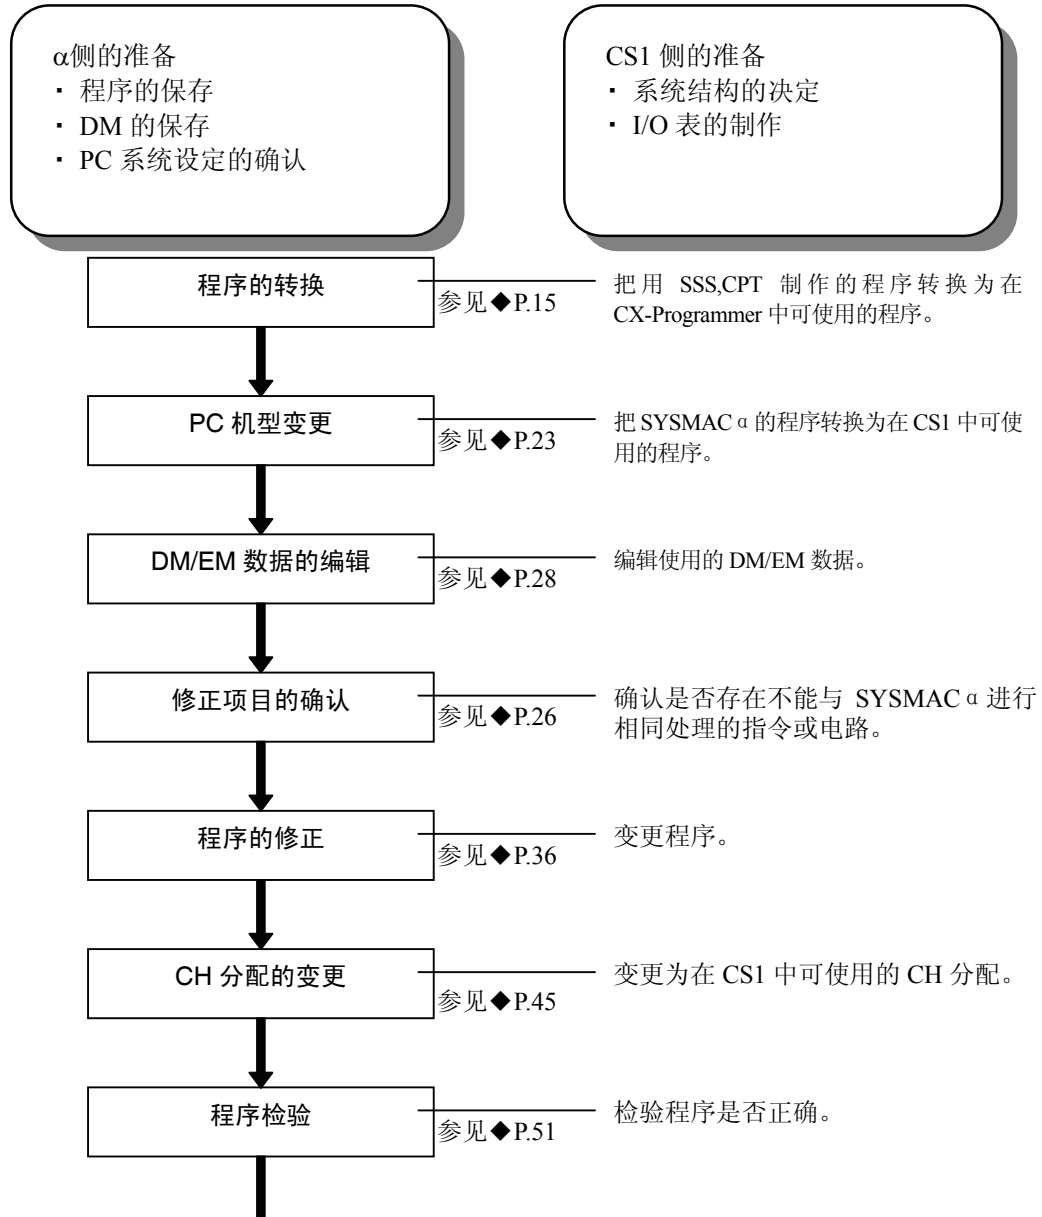 α侧的准备
· 程序的保存
· DM 的保存
· PC 系统设定的确认
CS1 侧的准备
· 系统结构的决定
· I/O 表的制作
程序的转换
参见◆P.15
把用 SSS,CPT 制作的程序转换为在
CX-Programmer 中可使用的程序。
PC 机型变更
参见◆P.23
把 SYSMAC α 的程序转换为在 CS1 中可使
用的程序。
DM/EM 数据的编辑
参见◆P.28
编辑使用的 DM/EM 数据。
修正项目的确认
参见◆P.26
确认是否存在不能与 SYSMAC α 进行
相同处理的指令或电路。
程序的修正
参见◆P.36
变更程序。
CH 分配的变更
参见◆P.45
变更为在 CS1 中可使用的 CH 分配。
程序检验
参见◆P.51
检验程序是否正确。